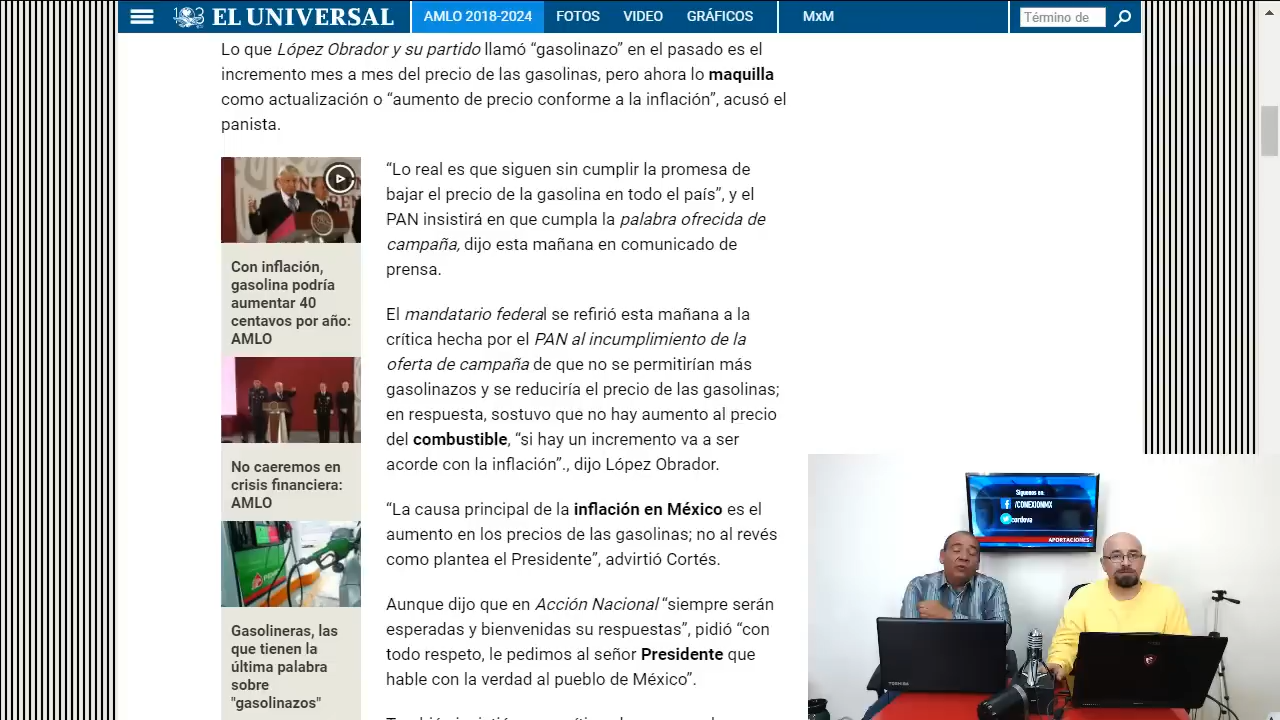 EL UNIVERSAL
AMLO 2018-2024
FOTOS
VIDEO
GRÁFICOS
MxM
Término de
Lo que López Obrador y su partido llamó “gasolinazo” en el pasado es el
incremento mes a mes del precio de las gasolinas, pero ahora lo maquilla
como actualización o “aumento de precio conforme a la inflación”, acusó el
panista.
Con inflación,
gasolina podría
aumentar 40
centavos por año:
AMLO
No caeremos en
crisis financiera:
AMLO
Gasolineras, las
que tienen la
última palabra
sobre
"gasolinazos"
“Lo real es que siguen sin cumplir la promesa de
bajar el precio de la gasolina en todo el país”, y el
PAN insistirá en que cumpla la palabra ofrecida de
campaña, dijo esta mañana en comunicado de
prensa.
El mandatario federal se refirió esta mañana a la
crítica hecha por el PAN al incumplimiento de la
oferta de campaña de que no se permitirían más
gasolinazos y se reduciría el precio de las gasolinas;
en respuesta, sostuvo que no hay aumento al precio
del combustible, “si hay un incremento va a ser
acorde con la inflación”., dijo López Obrador.
“La causa principal de la inflación en México es el
aumento en los precios de las gasolinas; no al revés
como plantea el Presidente”, advirtió Cortés.
Aunque dijo que en Acción Nacional “siempre serán
esperadas y bienvenidas su respuestas”, pidió “con
todo respeto, le pedimos al señor Presidente que
hable con la verdad al pueblo de México”.
Síguenos en:
/CONEXIONMX
APORTACIONES:
TOSHIBA